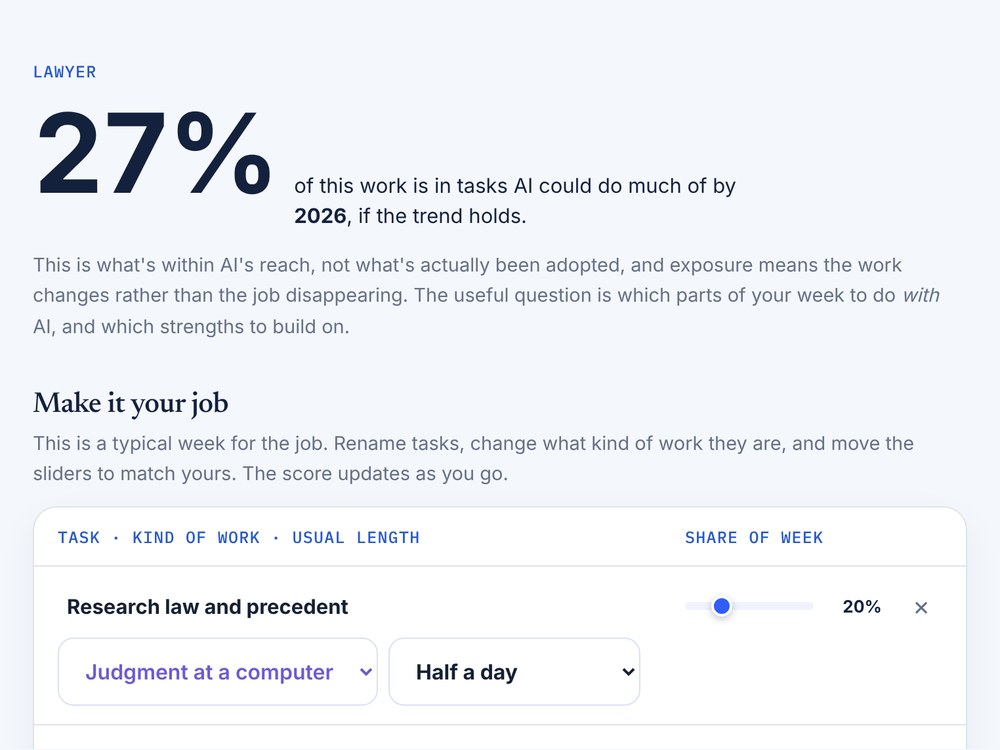 LAWYER
27%
of this work is in tasks AI could do much of by
2026, if the trend holds.
This is what's within AI's reach, not what's actually been adopted, and exposure means the work
changes rather than the job disappearing. The useful question is which parts of your week to do with
AI, and which strengths to build on.
Make it your job
This is a typical week for the job. Rename tasks, change what kind of work they are, and move the
sliders to match yours. The score updates as you go.
TASK · KIND OF WORK · USUAL LENGTH
SHARE OF WEEK
Research law and precedent
20%
Judgment at a computer
Half a day